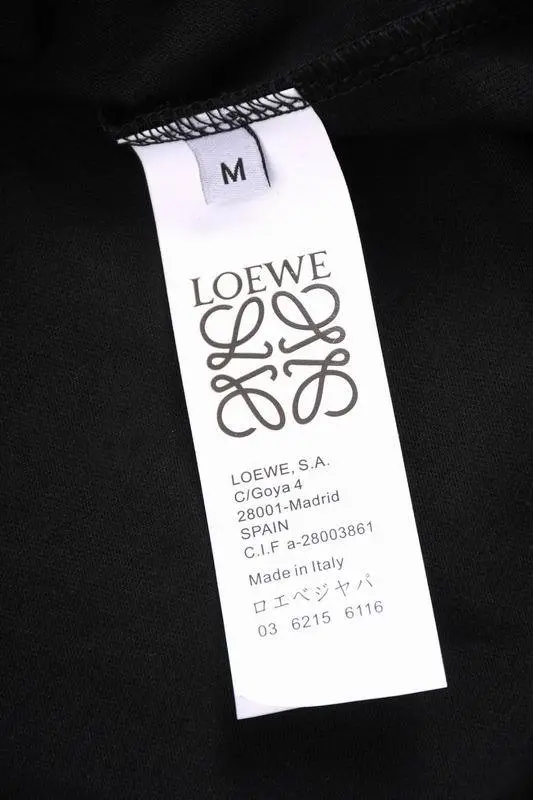 M
LOEWE
LOEWE, S.A.
C/Goya 4
28001-Madrid
SPAIN
C.I.F a-28003861
Made in Italy
ロエベジヤパ
03 6215 6116